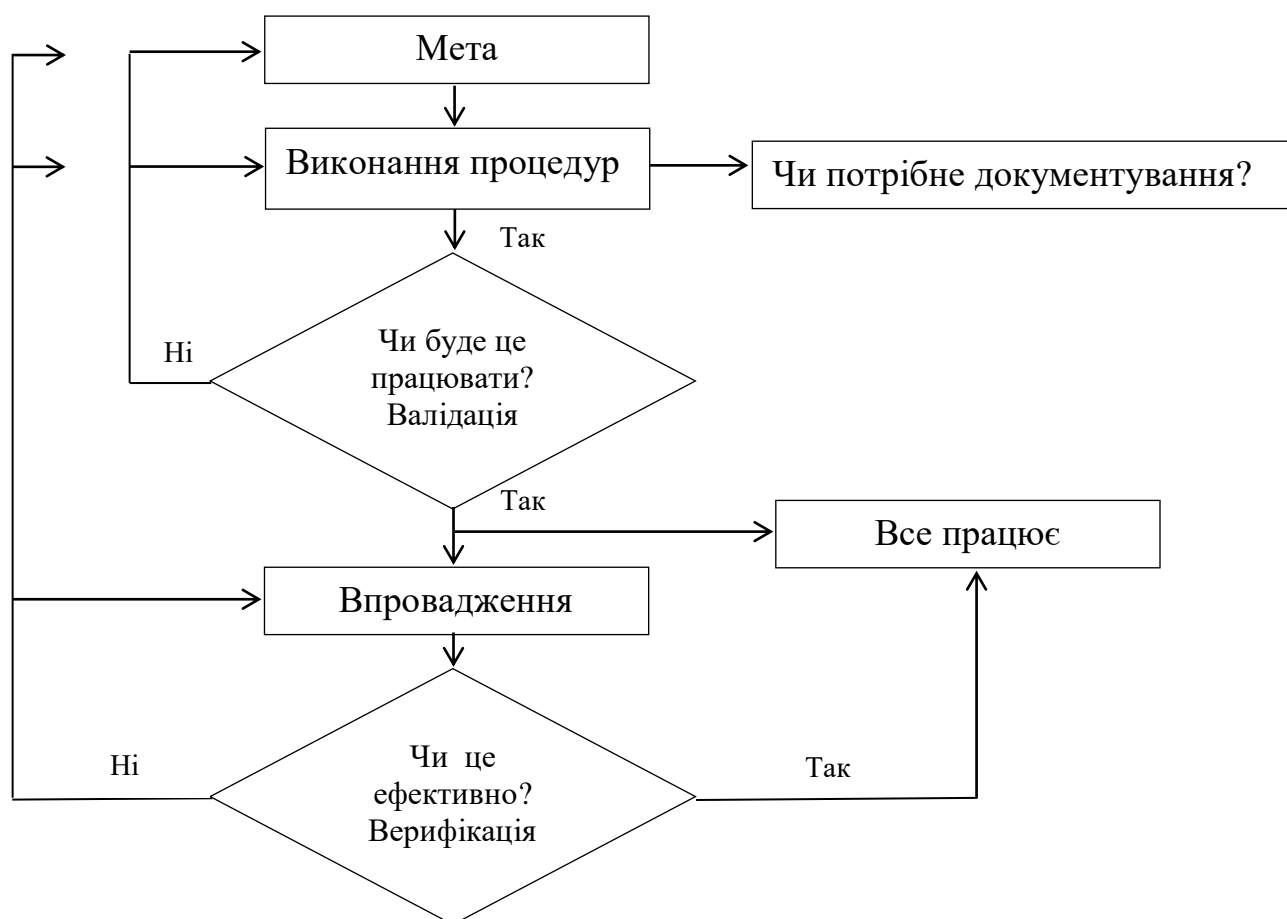 Мета
Виконання процедур
Чи потрібне документування?
Так
Чи буде це
працювати?
Валідація
Ні
Так
Все працює
Впровадження
Чи це
ефективно?
Верифікація
Ні
Так